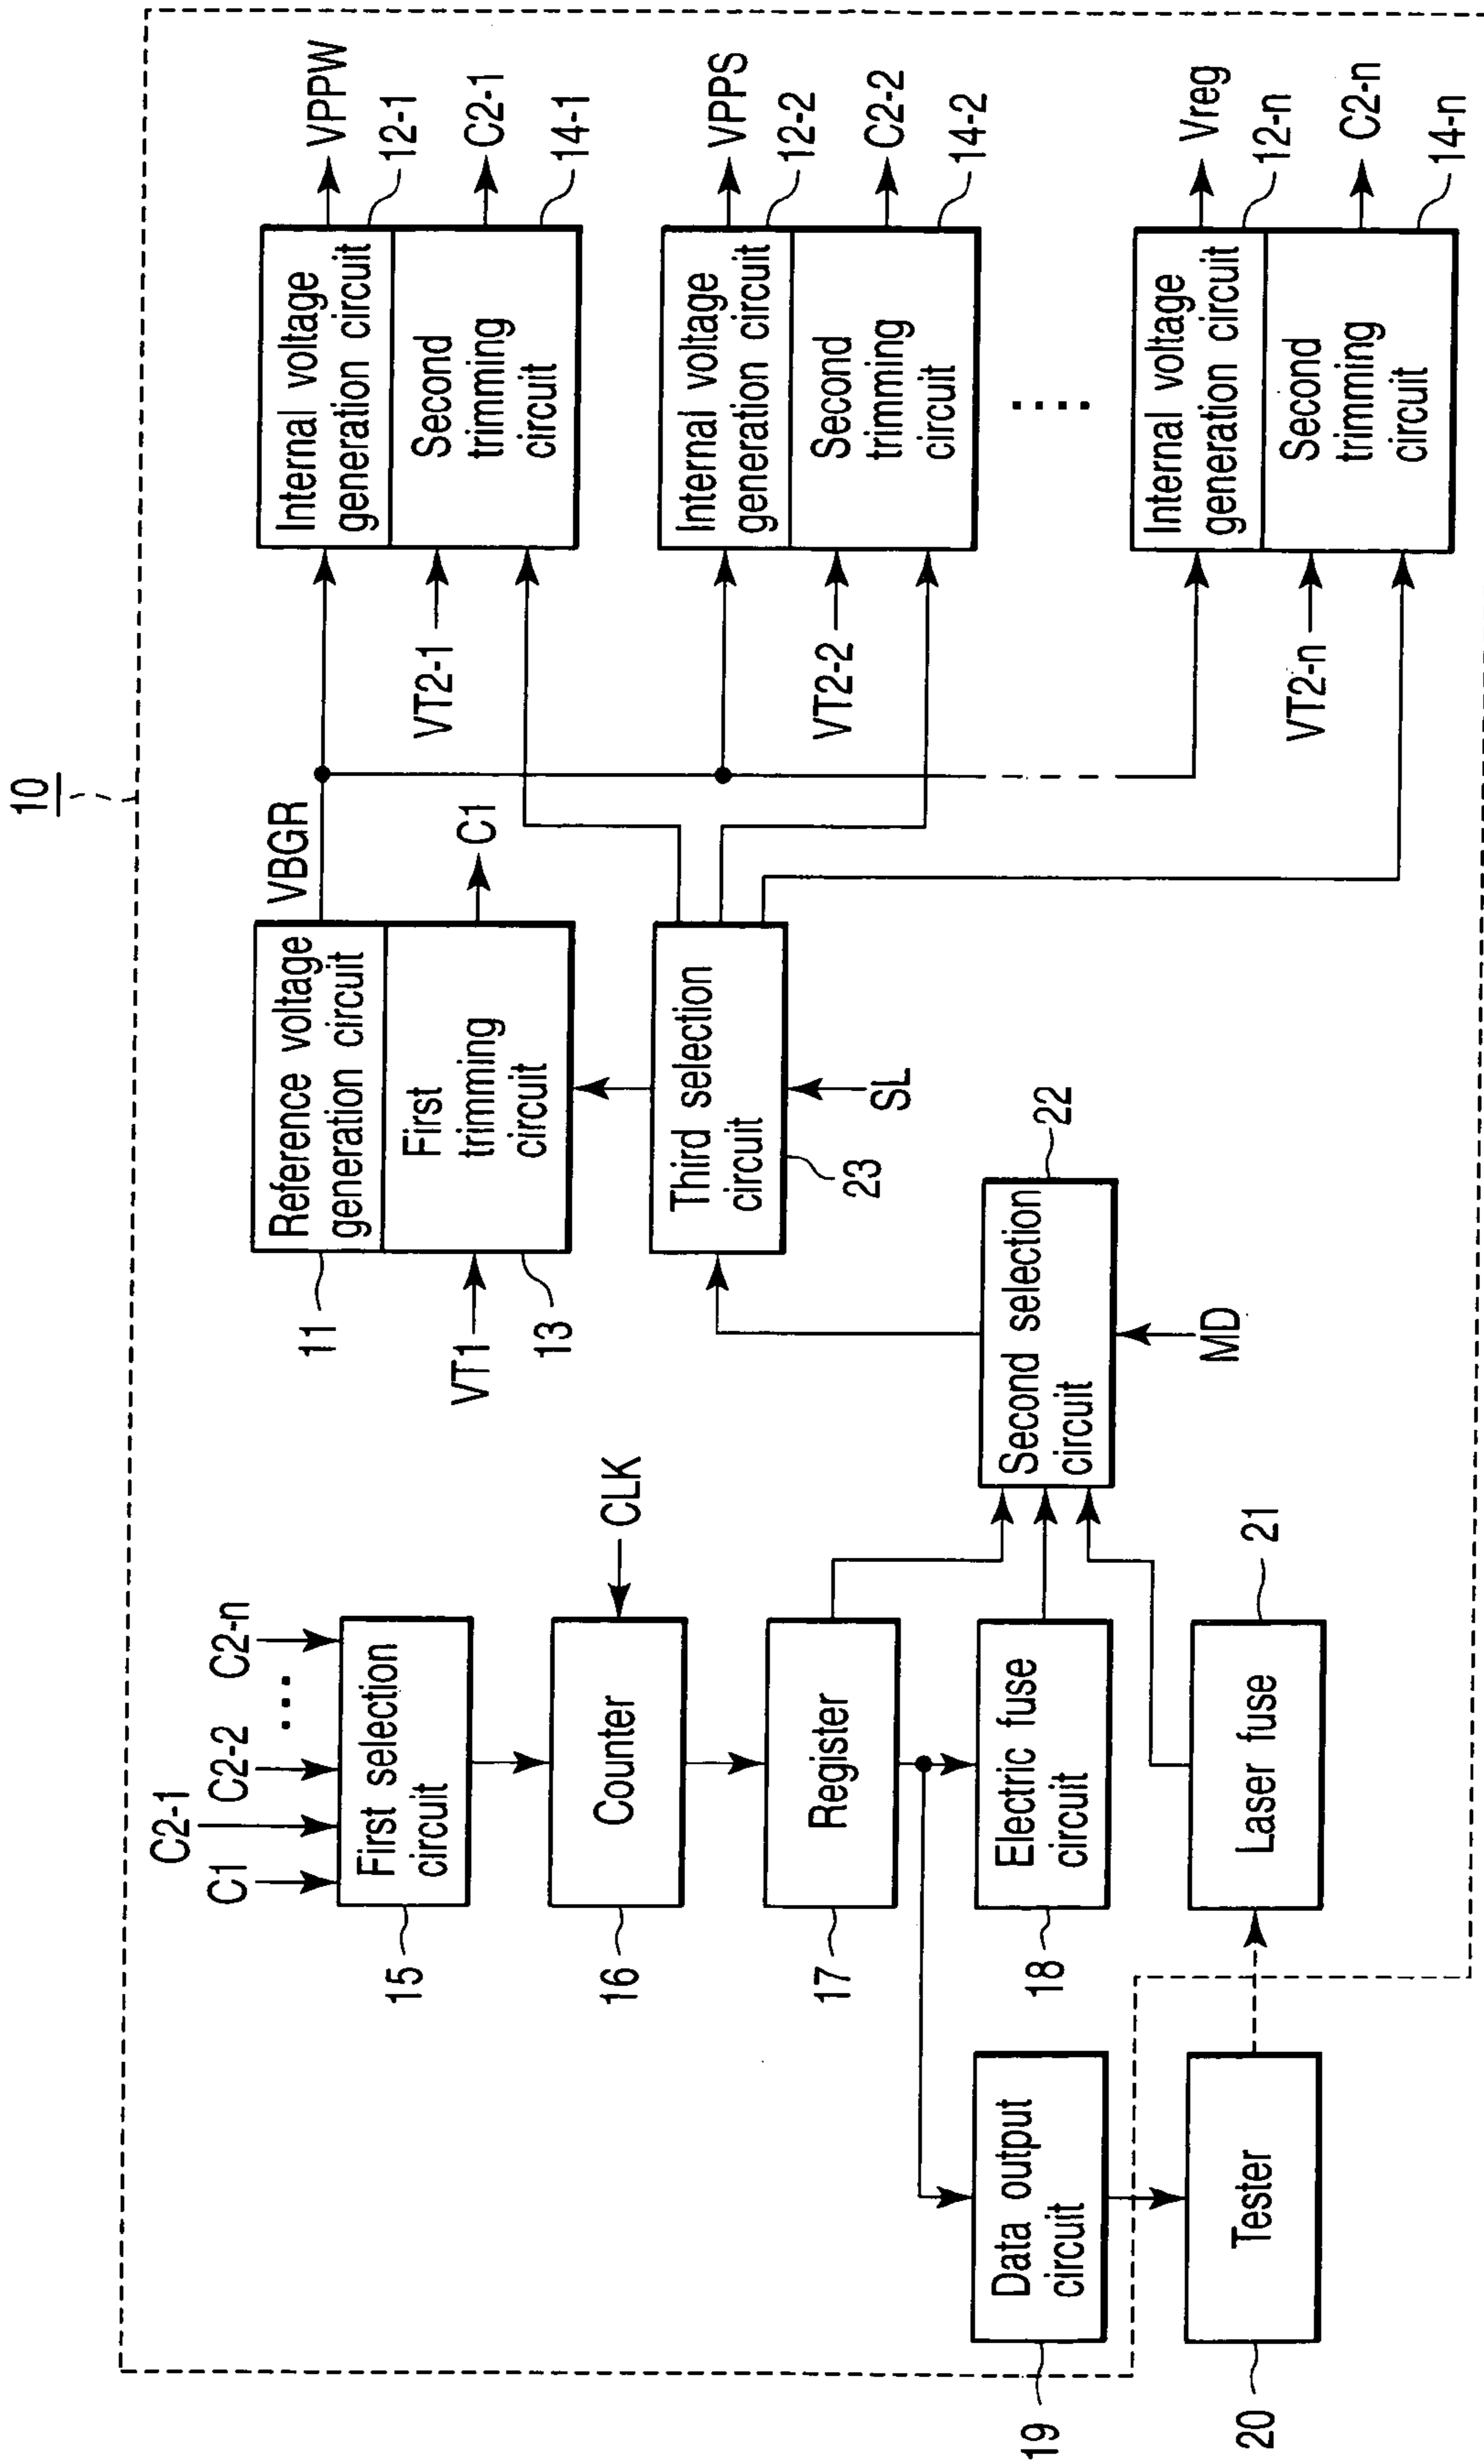 10
C1
C2-1
C2-2
C2-n
First selection
circuit
15
CLK
Counter
16
Register
17
Electric fuse
circuit
18
Data output
circuit
19
Tester
20
Laser fuse
21
Second selection
circuit
22
MD
Third selection
circuit
23
SL
Reference voltage
generation circuit
11
First
trimming
circuit
13
VT1
C1
VBGR
Internal voltage
generation circuit
12-1
VPPW
Second
trimming
circuit
14-1
C2-1
VT2-1
Internal voltage
generation circuit
12-2
VPPS
Second
trimming
circuit
14-2
C2-2
VT2-2
Internal voltage
generation circuit
12-n
Vreg
Second
trimming
circuit
14-n
C2-n
VT2-n